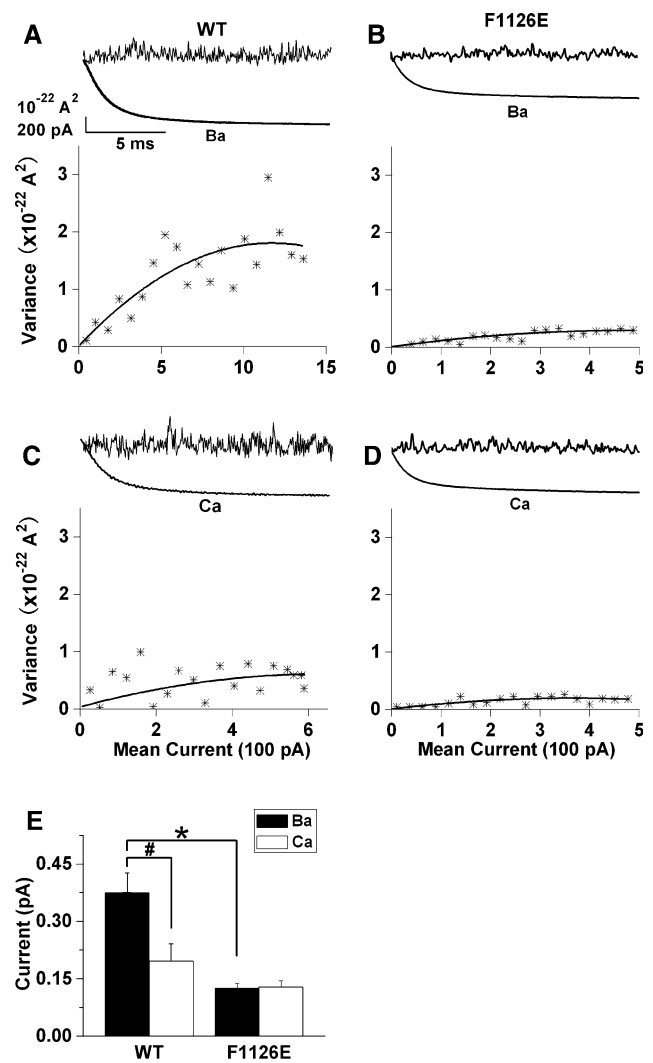 A
WT
B
F1126E
10⁻²² A²
200 pA
5 ms
Ba
Ba
Variance (x10⁻²² A²)
3
2
1
0
0 5 10 15
3
2
1
0
0 1 2 3 4 5
C
D
Ca
Ca
Variance (x10⁻²² A²)
3
2
1
0
0 2 4 6
Mean Current (100 pA)
3
2
1
0
0 1 2 3 4 5
Mean Current (100 pA)
E
Ba
Ca
*
#
Current (pA)
0.45
0.30
0.15
0.00
WT F1126E